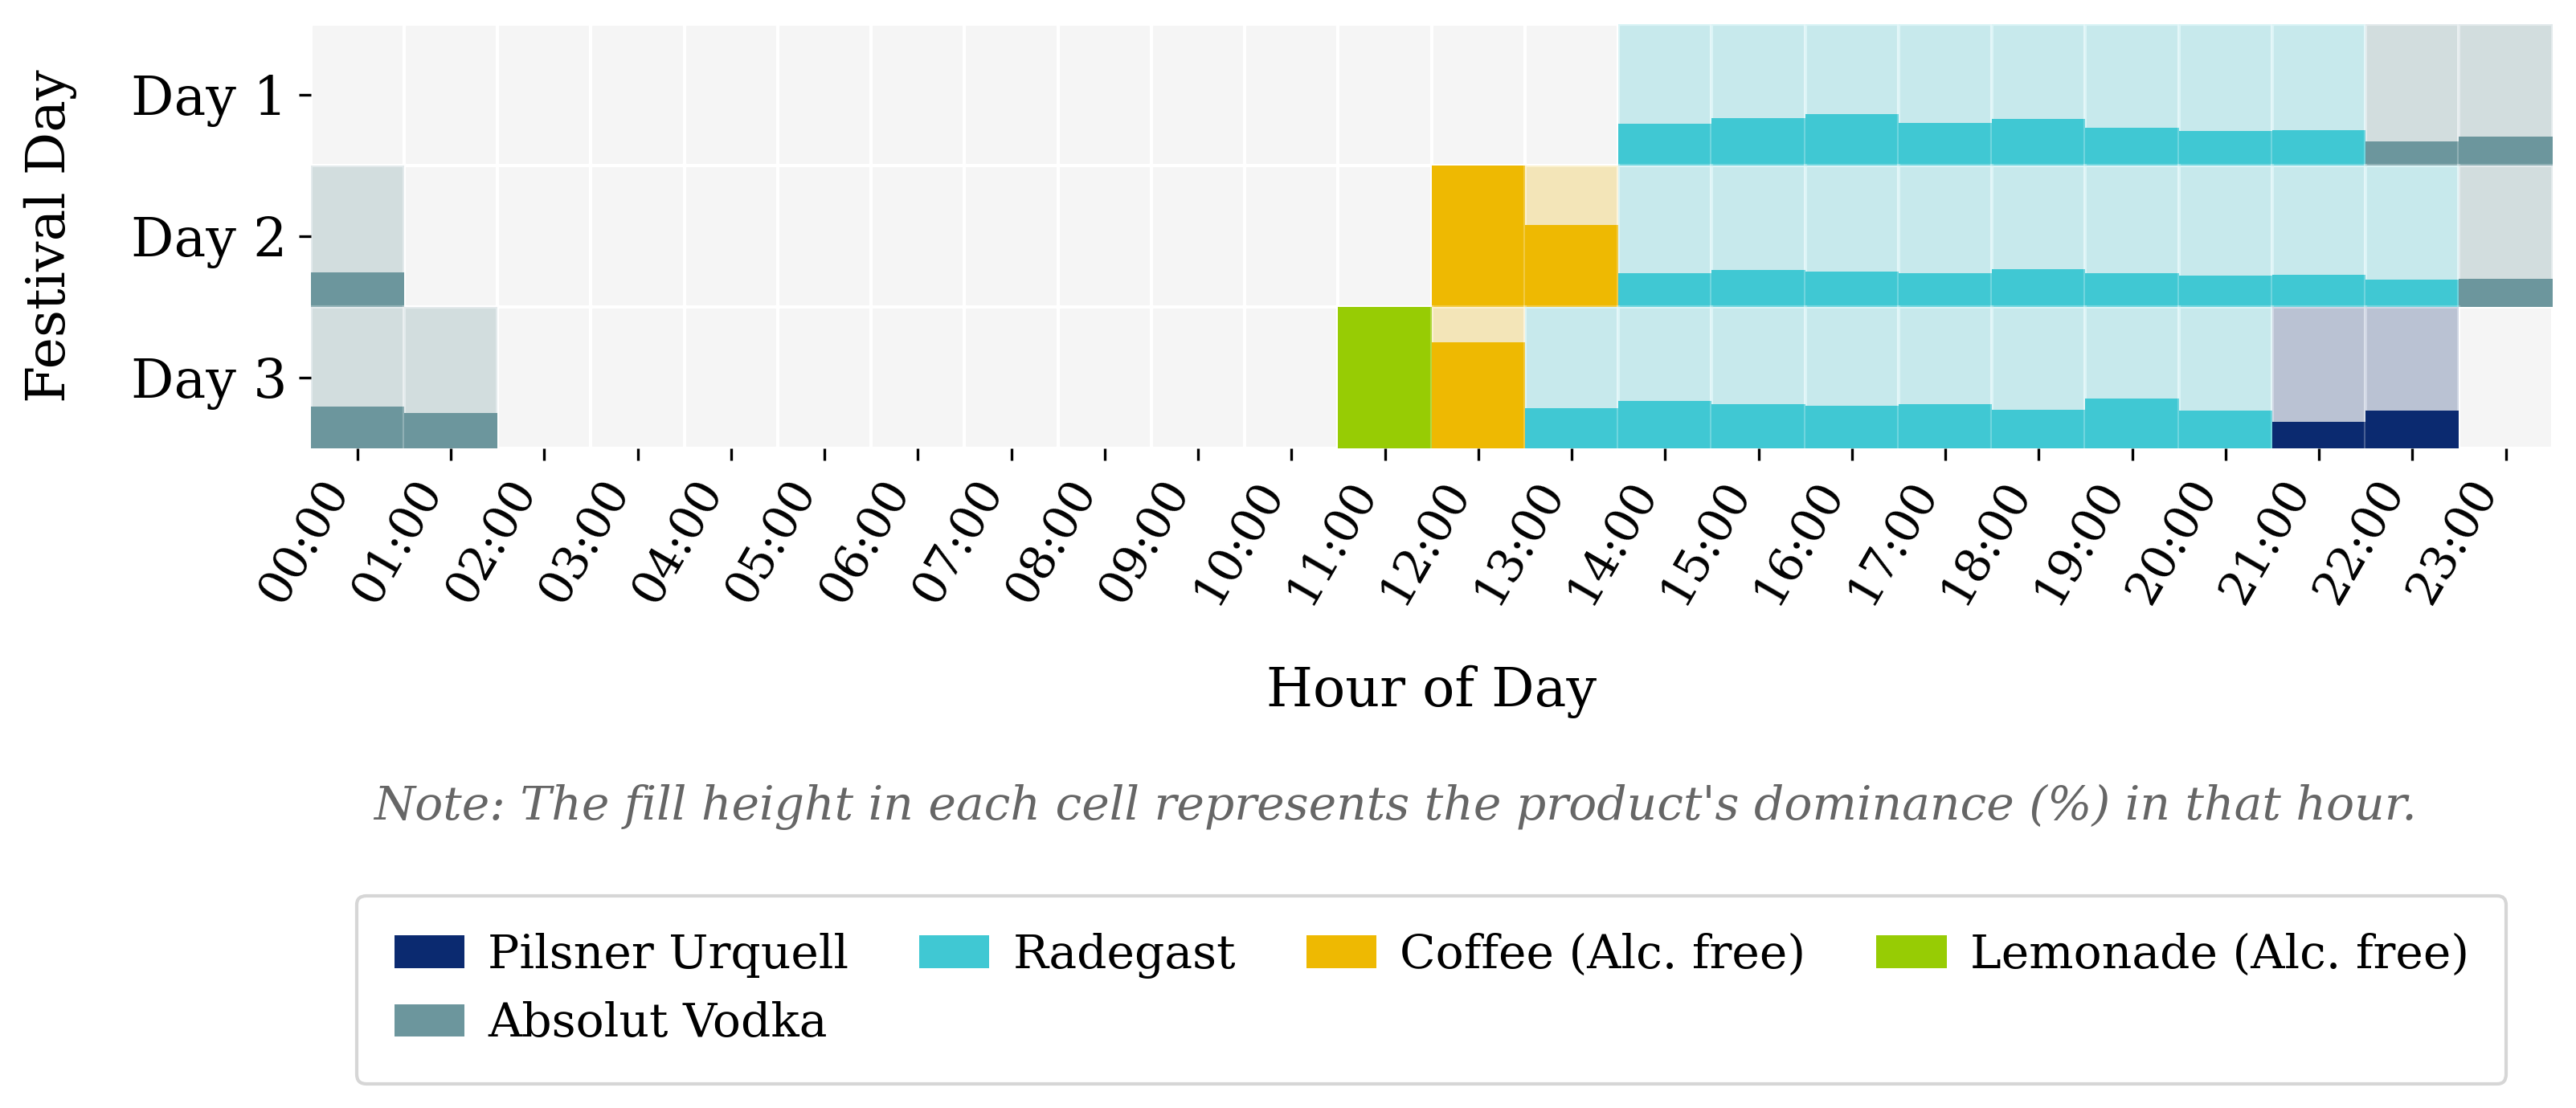 Festival Day
Day 1
Day 2
Day 3
00:00 01:00 02:00 03:00 04:00 05:00 06:00 07:00 08:00 09:00 10:00 11:00 12:00 13:00 14:00 15:00 16:00 17:00 18:00 19:00 20:00 21:00 22:00 23:00
Hour of Day
Note: The fill height in each cell represents the product's dominance (%) in that hour.
Pilsner Urquell Radegast Coffee (Alc. free) Lemonade (Alc. free)
Absolut Vodka